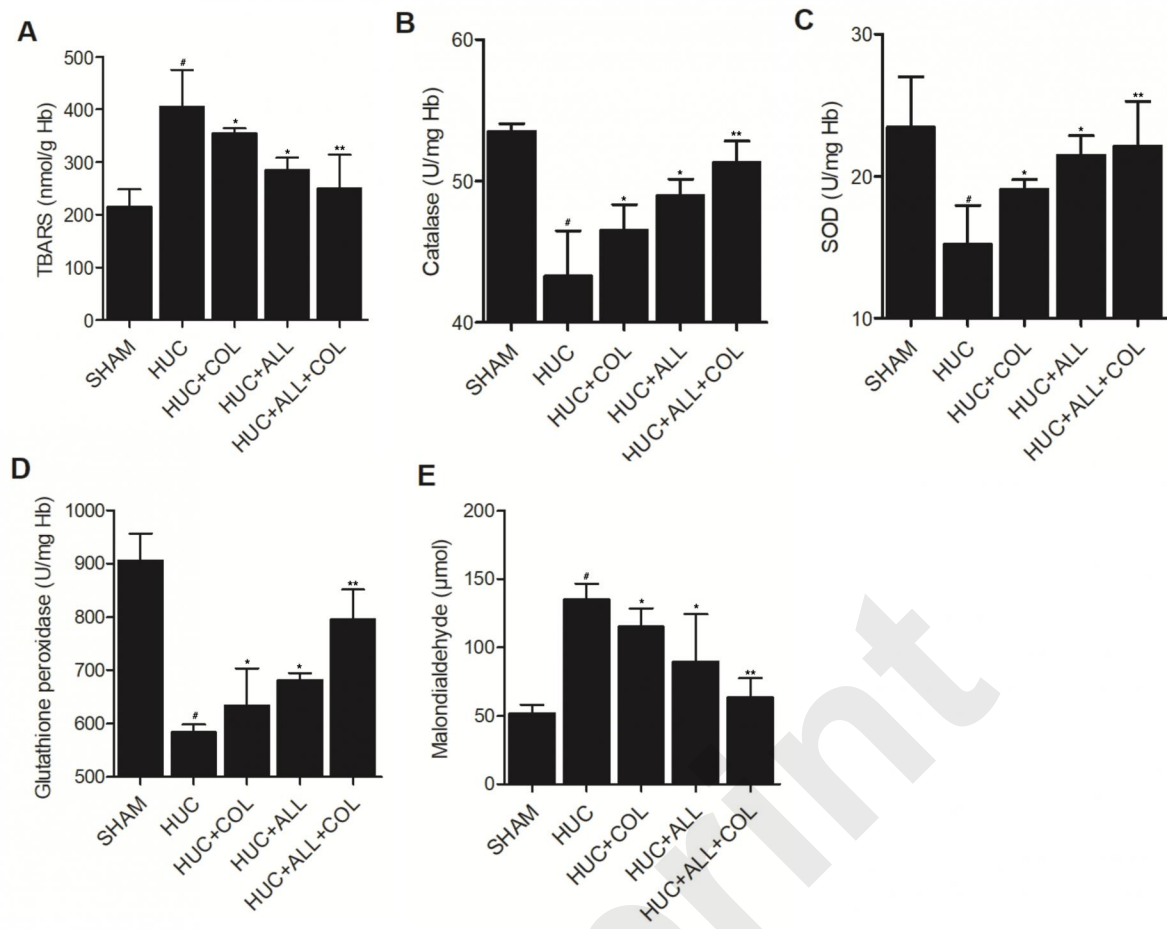 A
TBARS (nmol/g Hb)
500
400
300
200
100
0
#
*
*
**
SHAM
HUC
HUC+COL
HUC+ALL
HUC+ALL+COL
B
Catalase (U/mg Hb)
60
50
40
#
*
*
**
SHAM
HUC
HUC+COL
HUC+ALL
HUC+ALL+COL
C
SOD (U/mg Hb)
30
20
10
#
*
*
**
SHAM
HUC
HUC+COL
HUC+ALL
HUC+ALL+COL
D
Glutathione peroxidase (U/mg Hb)
1000
900
800
700
600
500
#
*
*
**
SHAM
HUC
HUC+COL
HUC+ALL
HUC+ALL+COL
E
Malondialdehyde (μmol)
200
150
100
50
0
#
*
*
**
SHAM
HUC
HUC+COL
HUC+ALL
HUC+ALL+COL
rint